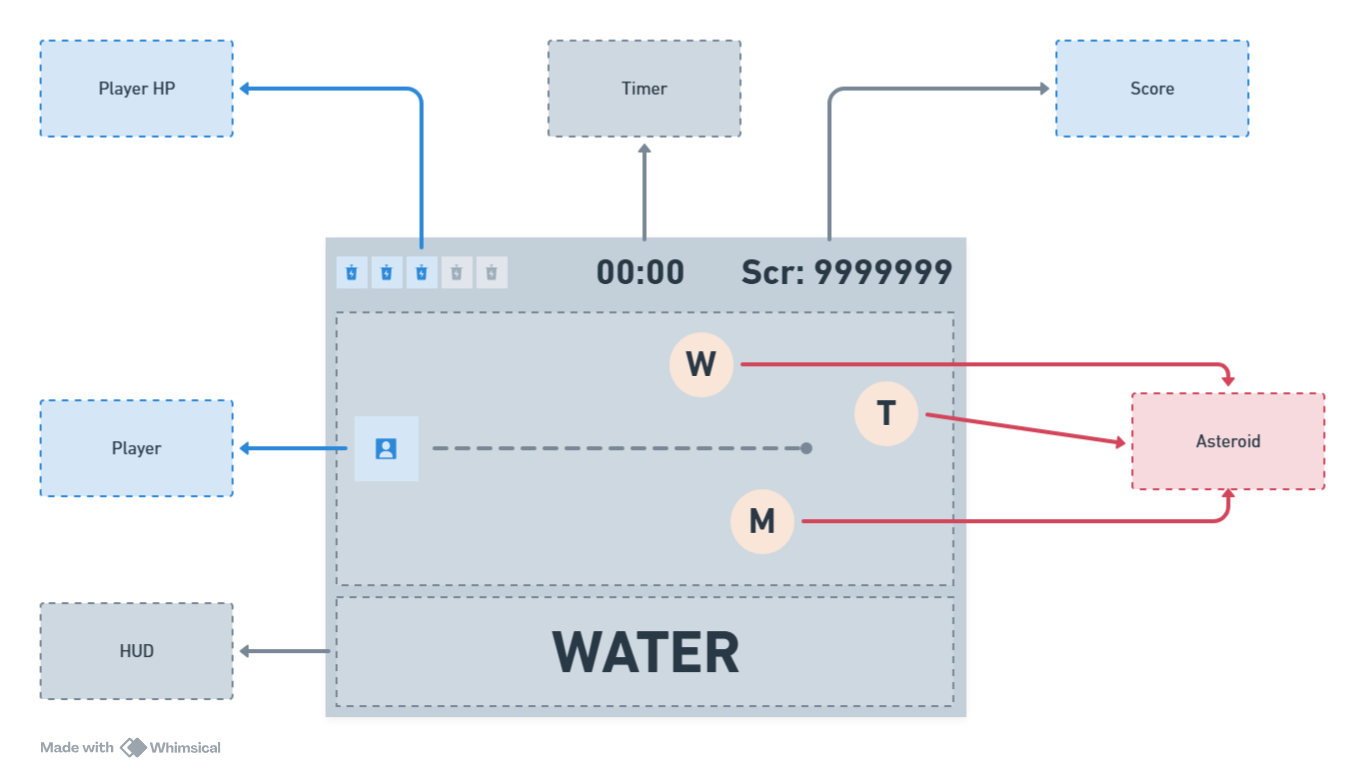 Player HP
Timer
Score
00:00
Scr: 9999999
W
T
Player
Asteroid
M
HUD
WATER
Made with Whimsical